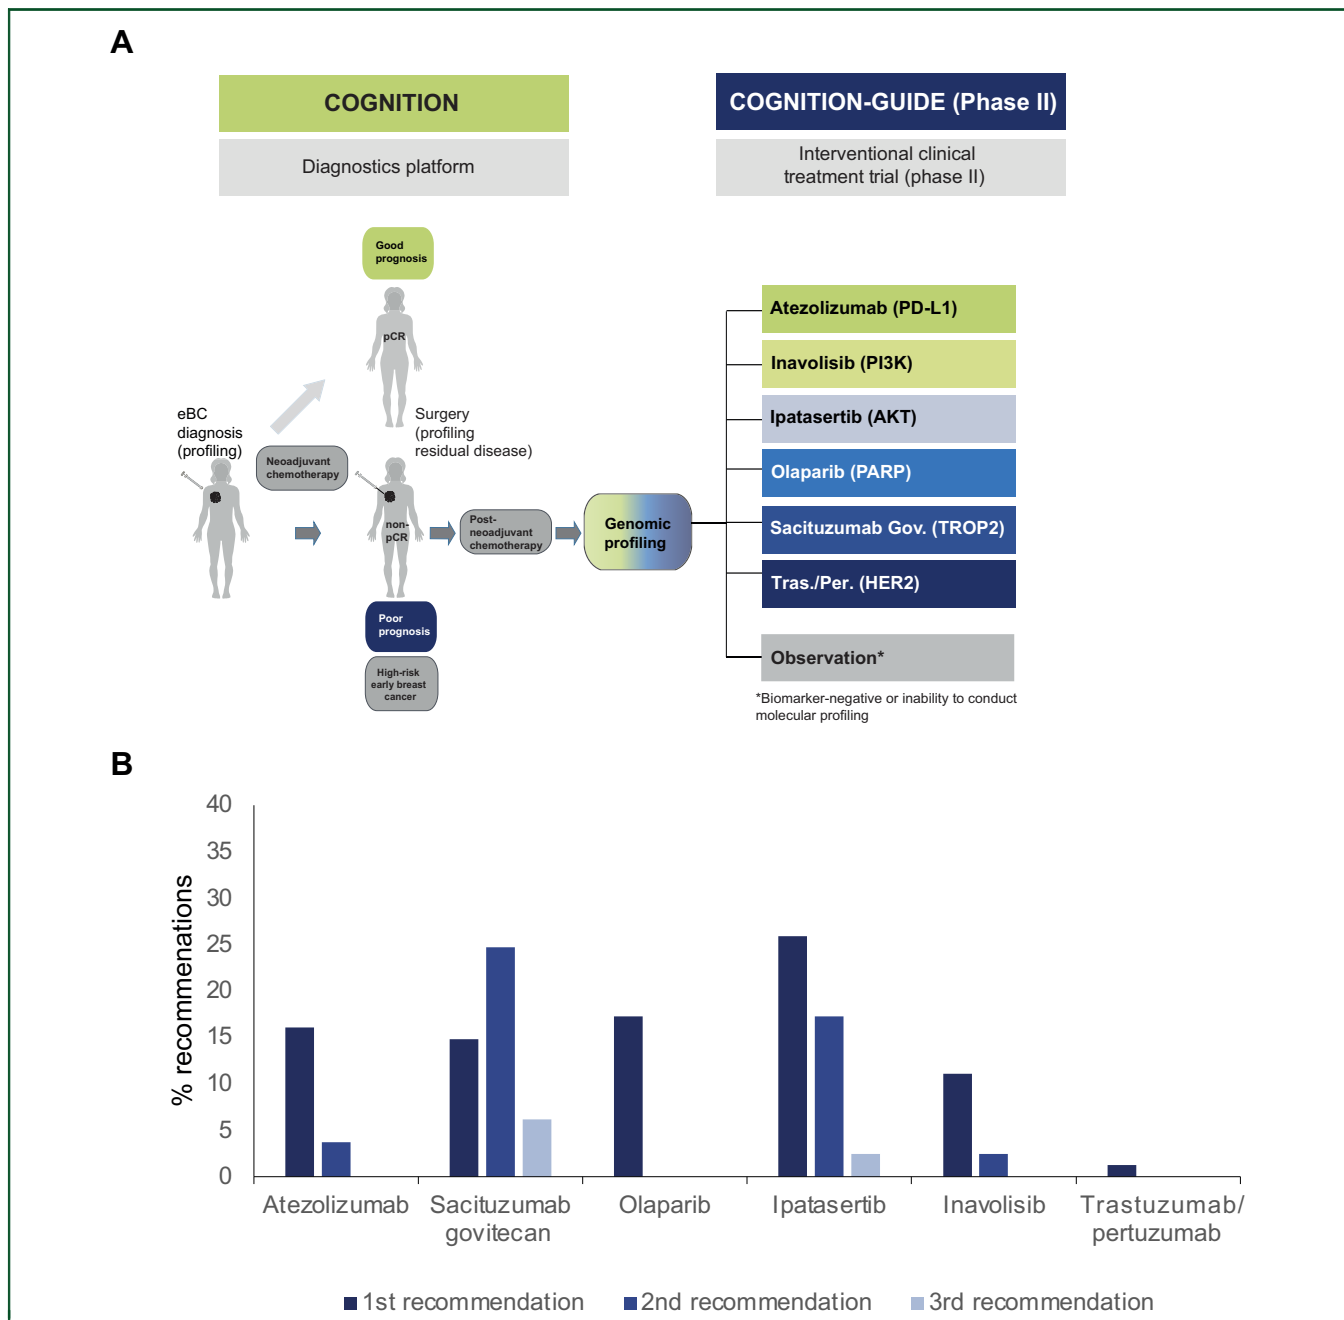 A
COGNITION
Diagnostics platform
COGNITION-GUIDE (Phase II)
Interventional clinical
treatment trial (phase II)
Good
prognosis
pCR
eBC
diagnosis
(profiling)
Neoadjuvant
chemotherapy
Surgery
(profiling
residual disease)
non-
pCR
Post-
neoadjuvant
chemotherapy
Genomic
profiling
Poor
prognosis
High-risk
early breast
cancer
Atezolizumab (PD-L1)
Inavolisib (PI3K)
Ipatasertib (AKT)
Olaparib (PARP)
Sacituzumab Gov. (TROP2)
Tras./Per. (HER2)
Observation*
*Biomarker-negative or inability to conduct
molecular profiling
B
% recommenations
40
35
30
25
20
15
10
5
0
Atezolizumab
Sacituzumab
govitecan
Olaparib
Ipatasertib
Inavolisib
Trastuzumab/
pertuzumab
1st recommendation
2nd recommendation
3rd recommendation